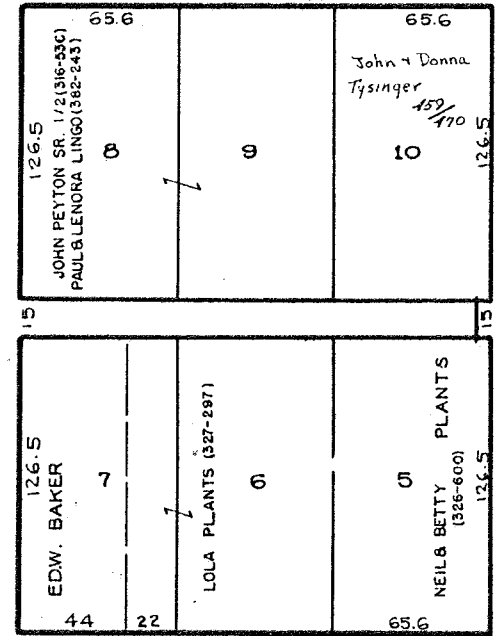 65.6
65.6
126.5
JOHN PEYTON SR. 1/2 (316-530)
PAUL & LENORA LINGO (382-243)
8
9
John & Donna
Tysinger
459/470
10
126.5
15
15
126.5
ED.W. BAKER
7
LOLA PLANTS (327-297)
6
5
NEIL & BETTY PLANTS
(326-600)
126.5
44
22
65.6